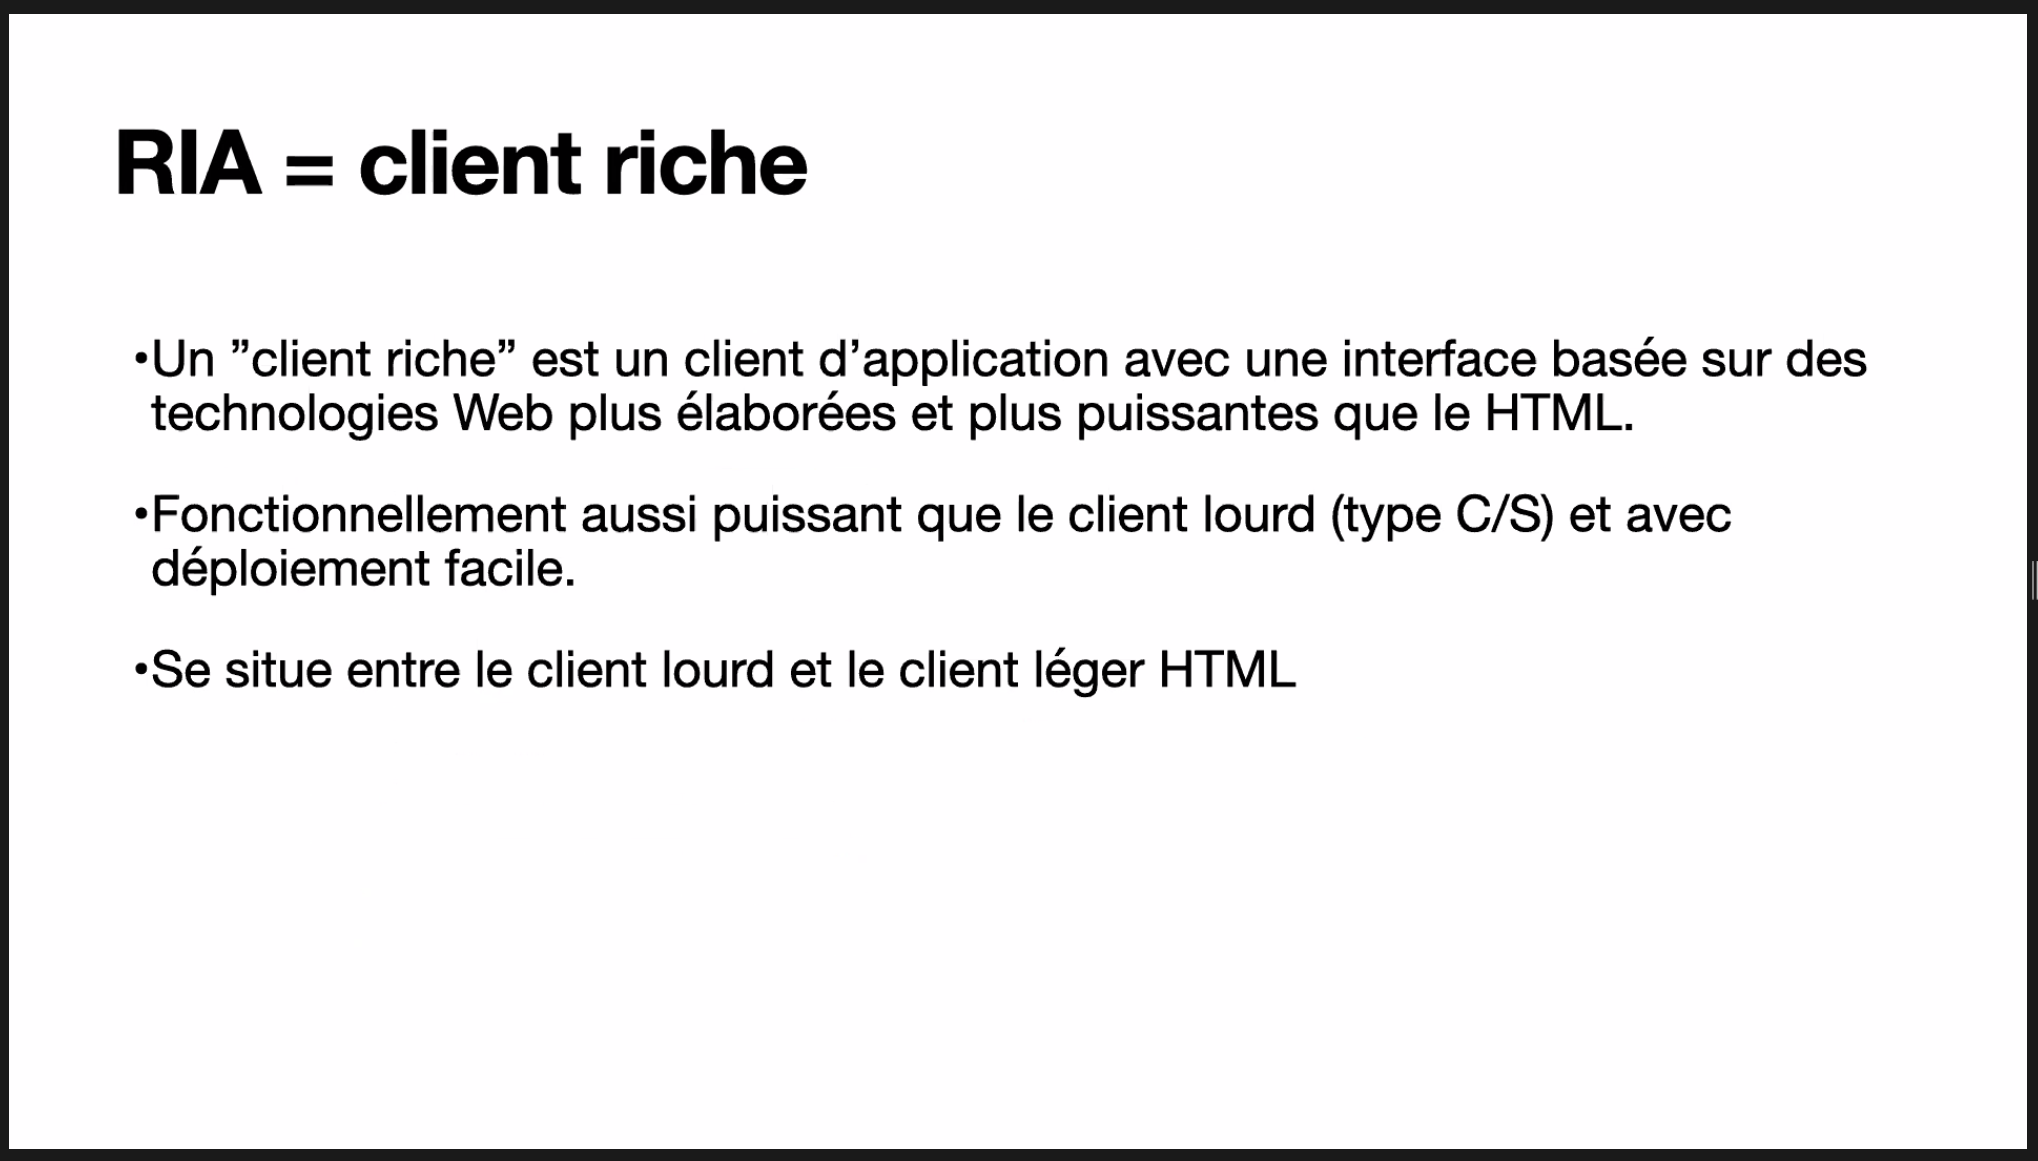 RIA = client riche
•Un ”client riche” est un client d’application avec une interface basée sur des
technologies Web plus élaborées et plus puissantes que le HTML.
•Fonctionnellement aussi puissant que le client lourd (type C/S) et avec
déploiement facile.
•Se situe entre le client lourd et le client léger HTML